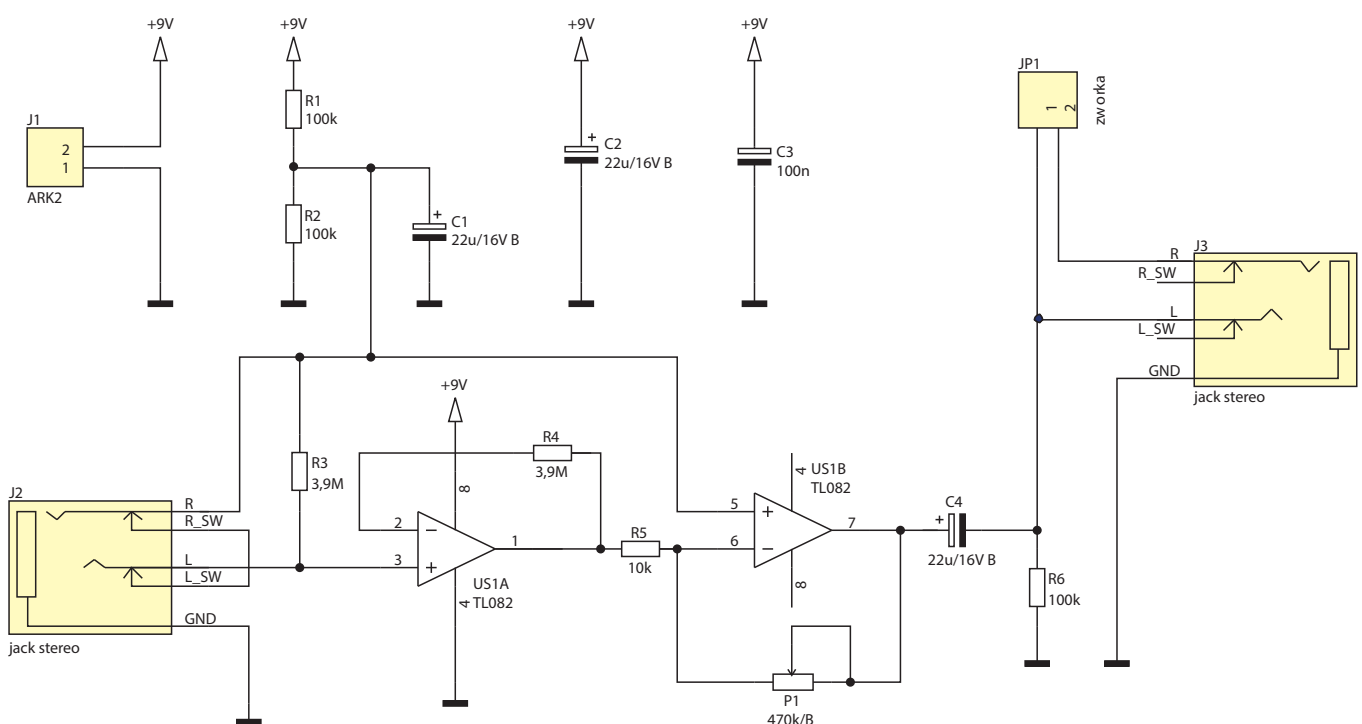 +9V
+9V
+9V
+9V
JP1
1
2
zw orka
J1
2
1
ARK2
R1
100k
R2
100k
+
C1
22u/16V B
+
C2
22u/16V B
C3
100n
J3
R
R_SW
L
L_SW
GND
jack stereo
+9V
R3
3,9M
R4
3,9M
8
J2
R
R_SW
L
L_SW
GND
jack stereo
2
−
3
+
1
US1A
TL082
4
R5
10k
4
US1B
TL082
5
+
6
−
7
8
C4
+
22u/16V B
R6
100k
P1
470k/B